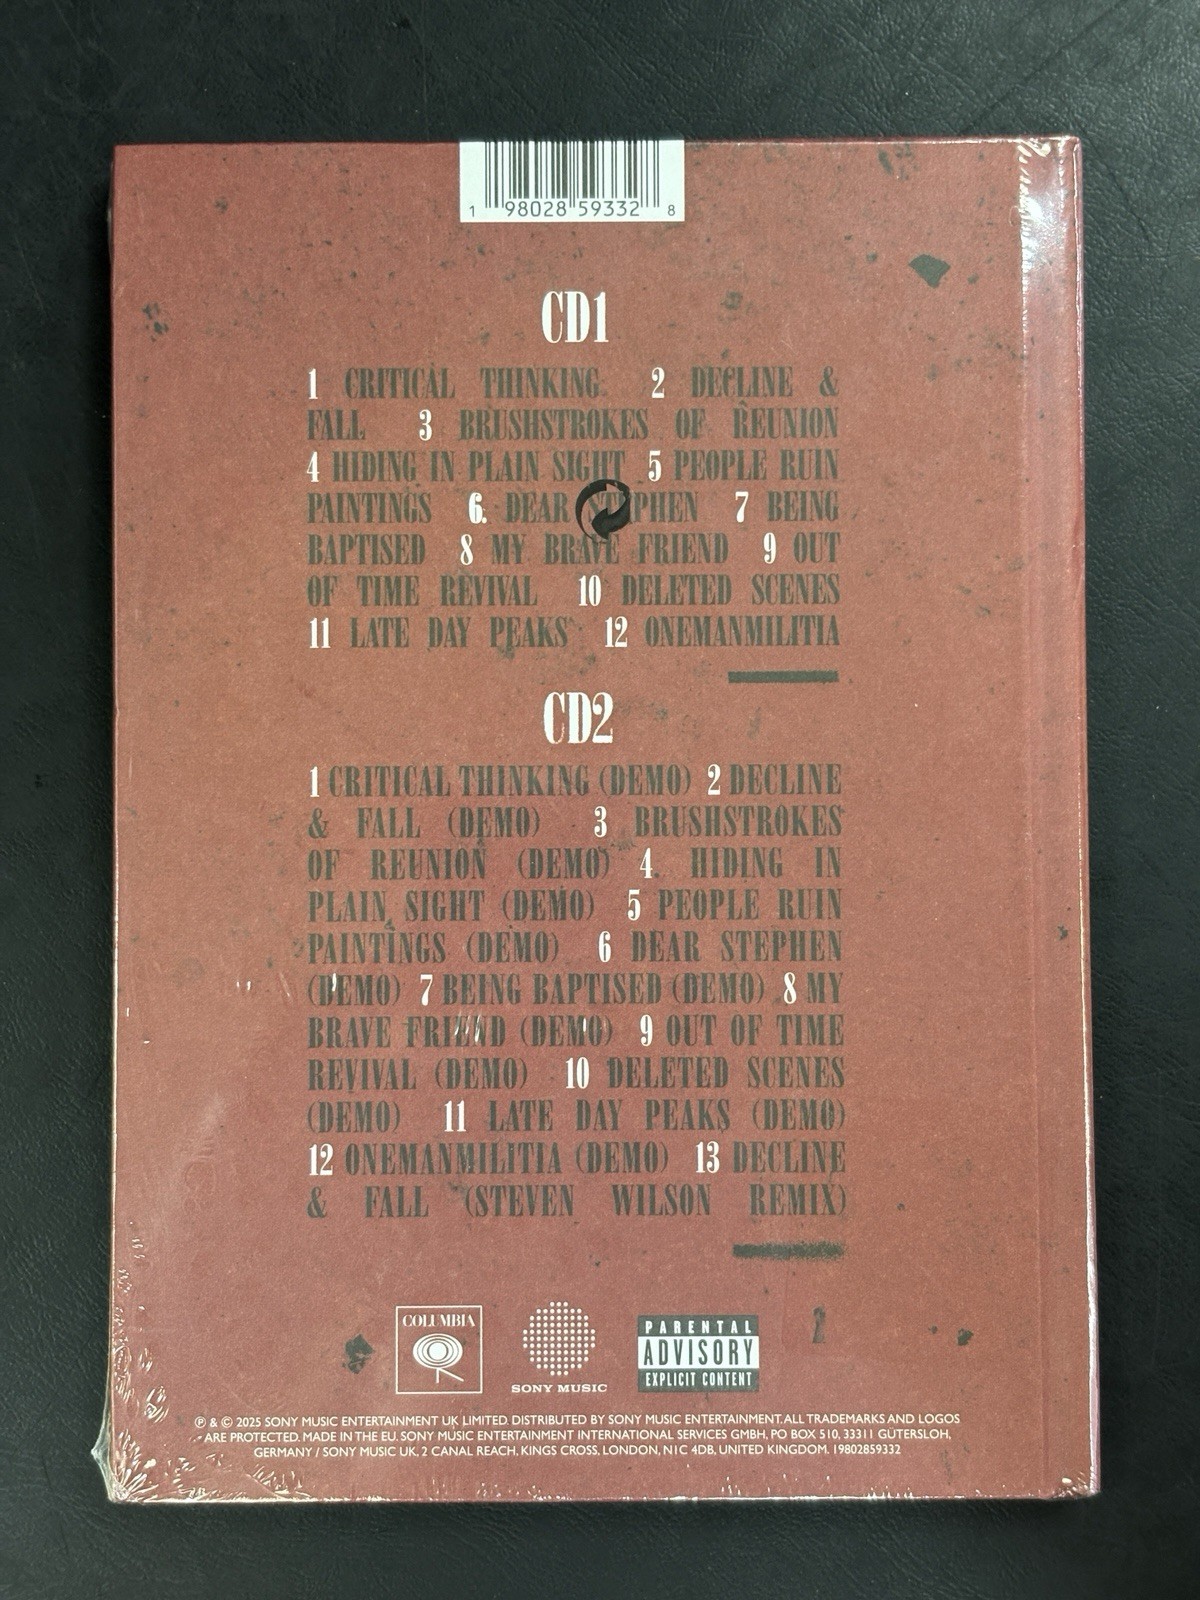 1 98028 59332 8
CD1
1 CRITICAL THINKING 2 DECLINE &
FALL 3 BRUSHSTROKES OF REUNION
4 HIDING IN PLAIN SIGHT 5 PEOPLE RUIN
PAINTINGS 6. DEAR STEPHEN 7 BEING
BAPTISED 8 MY BRAVE FRIEND 9 OUT
OF TIME REVIVAL 10 DELETED SCENES
11 LATE DAY PEAKS 12 ONEMANMILITIA
CD2
1 CRITICAL THINKING (DEMO) 2 DECLINE
& FALL (DEMO) 3 BRUSHSTROKES
OF REUNION (DEMO) 4. HIDING IN
PLAIN SIGHT (DEMO) 5 PEOPLE RUIN
PAINTINGS (DEMO) 6 DEAR STEPHEN
(DEMO) 7 BEING BAPTISED (DEMO) 8 MY
BRAVE FRIEND (DEMO) 9 OUT OF TIME
REVIVAL (DEMO) 10 DELETED SCENES
(DEMO) 11 LATE DAY PEAKS (DEMO)
12 ONEMANMILITIA (DEMO) 13 DECLINE
& FALL (STEVEN WILSON REMIX)
COLUMBIA
SONY MUSIC
PARENTAL
ADVISORY
EXPLICIT CONTENT
℗ & © 2025 SONY MUSIC ENTERTAINMENT UK LIMITED. DISTRIBUTED BY SONY MUSIC ENTERTAINMENT. ALL TRADEMARKS AND LOGOS
ARE PROTECTED. MADE IN THE EU. SONY MUSIC ENTERTAINMENT INTERNATIONAL SERVICES GMBH, PO BOX 510, 33311 GÜTERSLOH,
GERMANY / SONY MUSIC UK, 2 CANAL REACH, KINGS CROSS, LONDON, N1C 4DB, UNITED KINGDOM. 19802859332